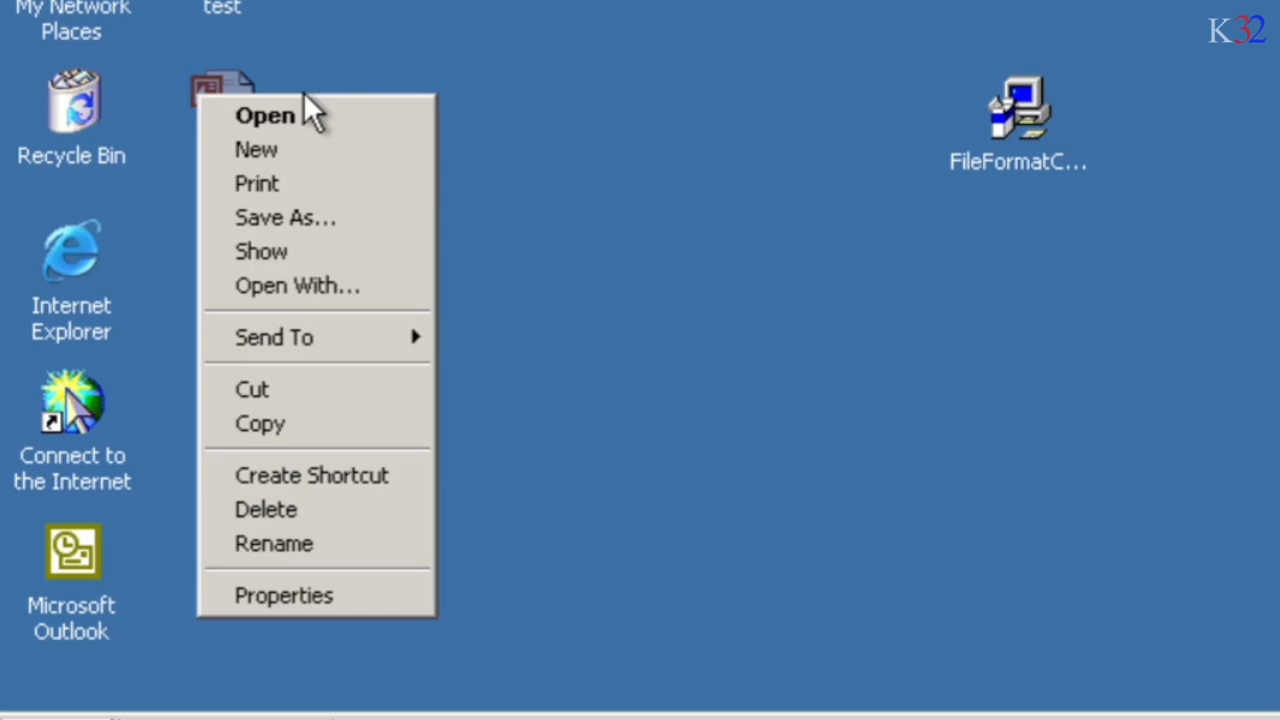 My Network
Places
test
K32
Recycle Bin
FileFormatC...
Internet
Explorer
Connect to
the Internet
Microsoft
Outlook
Open
New
Print
Save As...
Show
Open With...
Send To
Cut
Copy
Create Shortcut
Delete
Rename
Properties